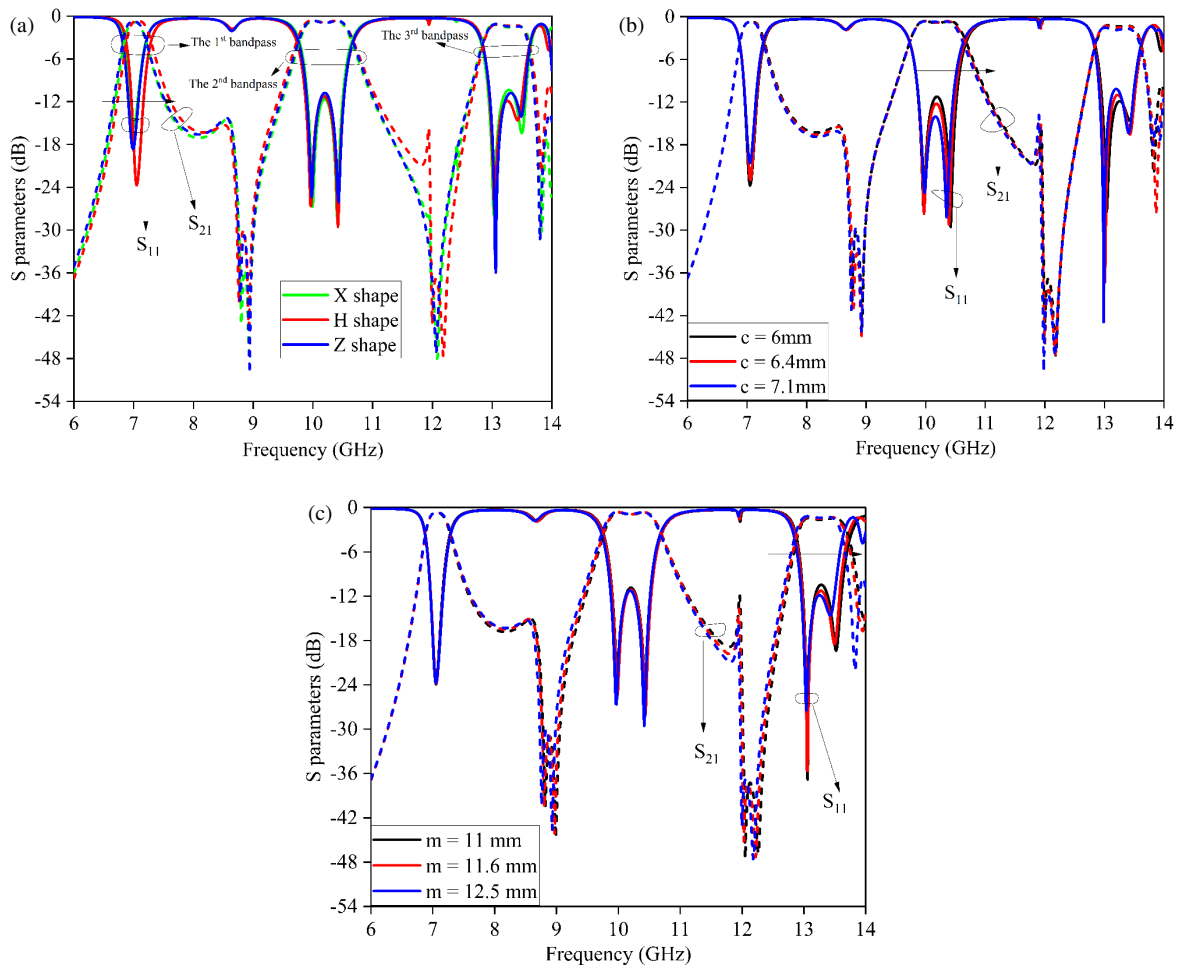 (a)
0
-6
-12
-18
-24
-30
-36
-42
-48
-54
S parameters (dB)
The 1st bandpass
The 2nd bandpass
The 3rd bandpass
S11
S21
X shape
H shape
Z shape
6 7 8 9 10 11 12 13 14
Frequency (GHz)
(b)
0
-6
-12
-18
-24
-30
-36
-42
-48
-54
S parameters (dB)
S21
S11
c = 6mm
c = 6.4mm
c = 7.1mm
6 7 8 9 10 11 12 13 14
Frequency (GHz)
(c)
0
-6
-12
-18
-24
-30
-36
-42
-48
-54
S parameters (dB)
S21
S11
m = 11 mm
m = 11.6 mm
m = 12.5 mm
6 7 8 9 10 11 12 13 14
Frequency (GHz)